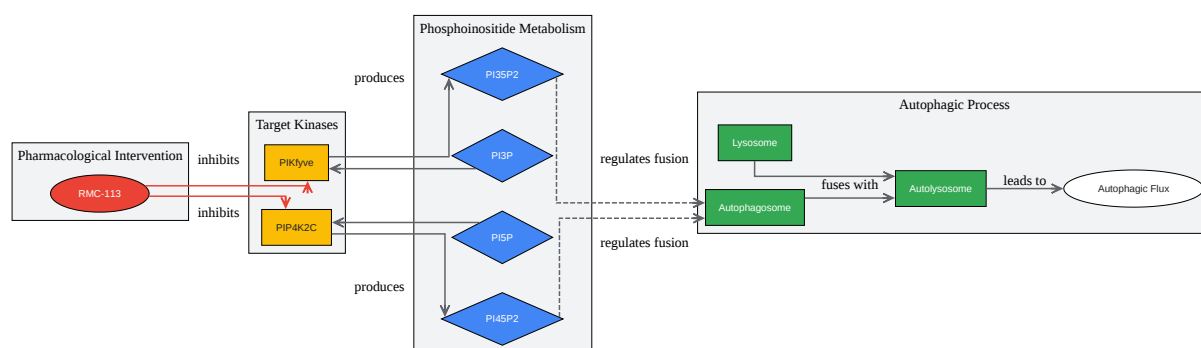 Phosphoinositide Metabolism
PI35P2
produces
Autophagic Process
Target Kinases
Lysosome
Pharmacological Intervention
inhibits
PIKfyve
PI3P
regulates fusion
RMC-113
fuses with
Autolysosome
leads to
Autophagic Flux
inhibits
Autophagosome
PIP4K2C
PI5P
regulates fusion
produces
PI45P2